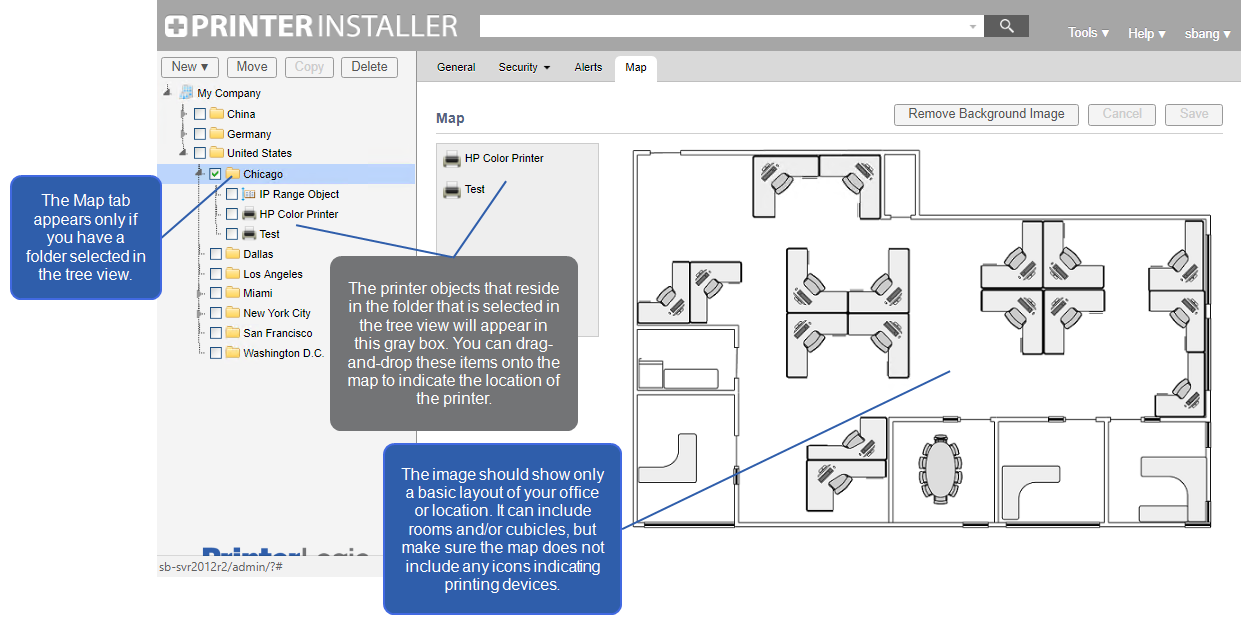 PRINTERINSTALLER
Tools ▾
Help ▾
sbang ▾
New ▾
Move
Copy
Delete
General
Security ▾
Alerts
Map
My Company
China
Germany
United States
Chicago
IP Range Object
HP Color Printer
Test
Dallas
Los Angeles
Miami
New York City
San Francisco
Washington D.C.
Map
Remove Background Image
Cancel
Save
HP Color Printer
Test
The Map tab
appears only if
you have a
folder selected in
the tree view.
The printer objects that reside
in the folder that is selected in
the tree view will appear in
this gray box. You can drag-
and-drop these items onto the
map to indicate the location of
the printer.
The image should show only
a basic layout of your office
or location. It can include
rooms and/or cubicles, but
make sure the map does not
include any icons indicating
printing devices.
PrinterLogic
sb-svr2012r2/admin/?#